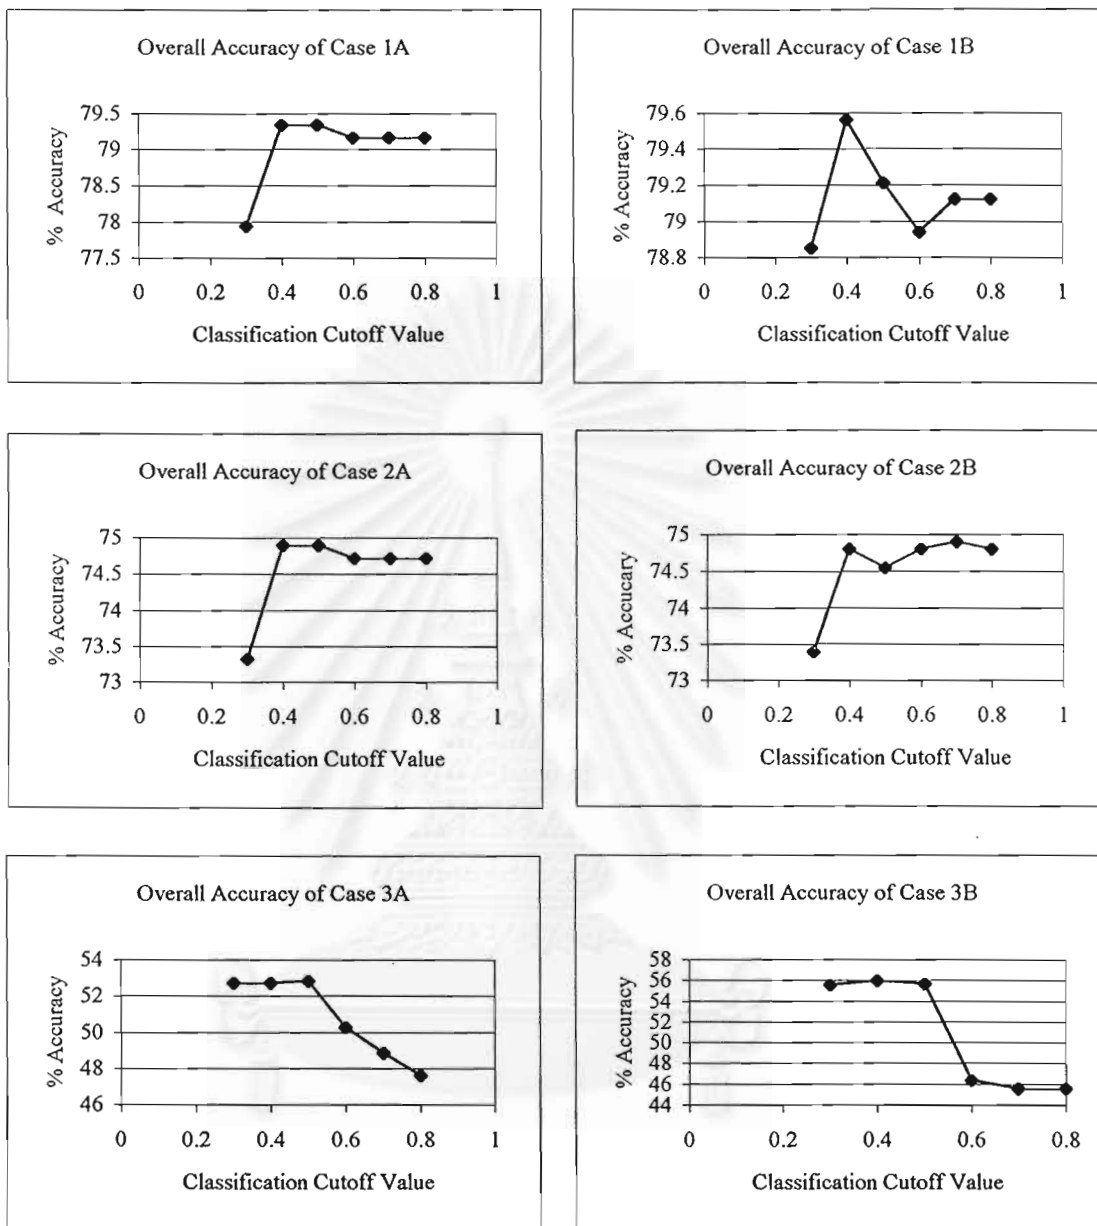 Overall Accuracy of Case 1A
% Accuracy
79.5
79
78.5
78
77.5
0 0.2 0.4 0.6 0.8 1
Classification Cutoff Value
Overall Accuracy of Case 1B
% Accuracy
79.6
79.4
79.2
79
78.8
0 0.2 0.4 0.6 0.8 1
Classification Cutoff Value
Overall Accuracy of Case 2A
% Accuracy
75
74.5
74
73.5
73
0 0.2 0.4 0.6 0.8 1
Classification Cutoff Value
Overall Accuracy of Case 2B
% Accucary
75
74.5
74
73.5
73
0 0.2 0.4 0.6 0.8 1
Classification Cutoff Value
Overall Accuracy of Case 3A
% Accuracy
54
52
50
48
46
0 0.2 0.4 0.6 0.8 1
Classification Cutoff Value
Overall Accuracy of Case 3B
% Accuracy
58
56
54
52
50
48
46
44
0 0.2 0.4 0.6 0.8
Classification Cutoff Value